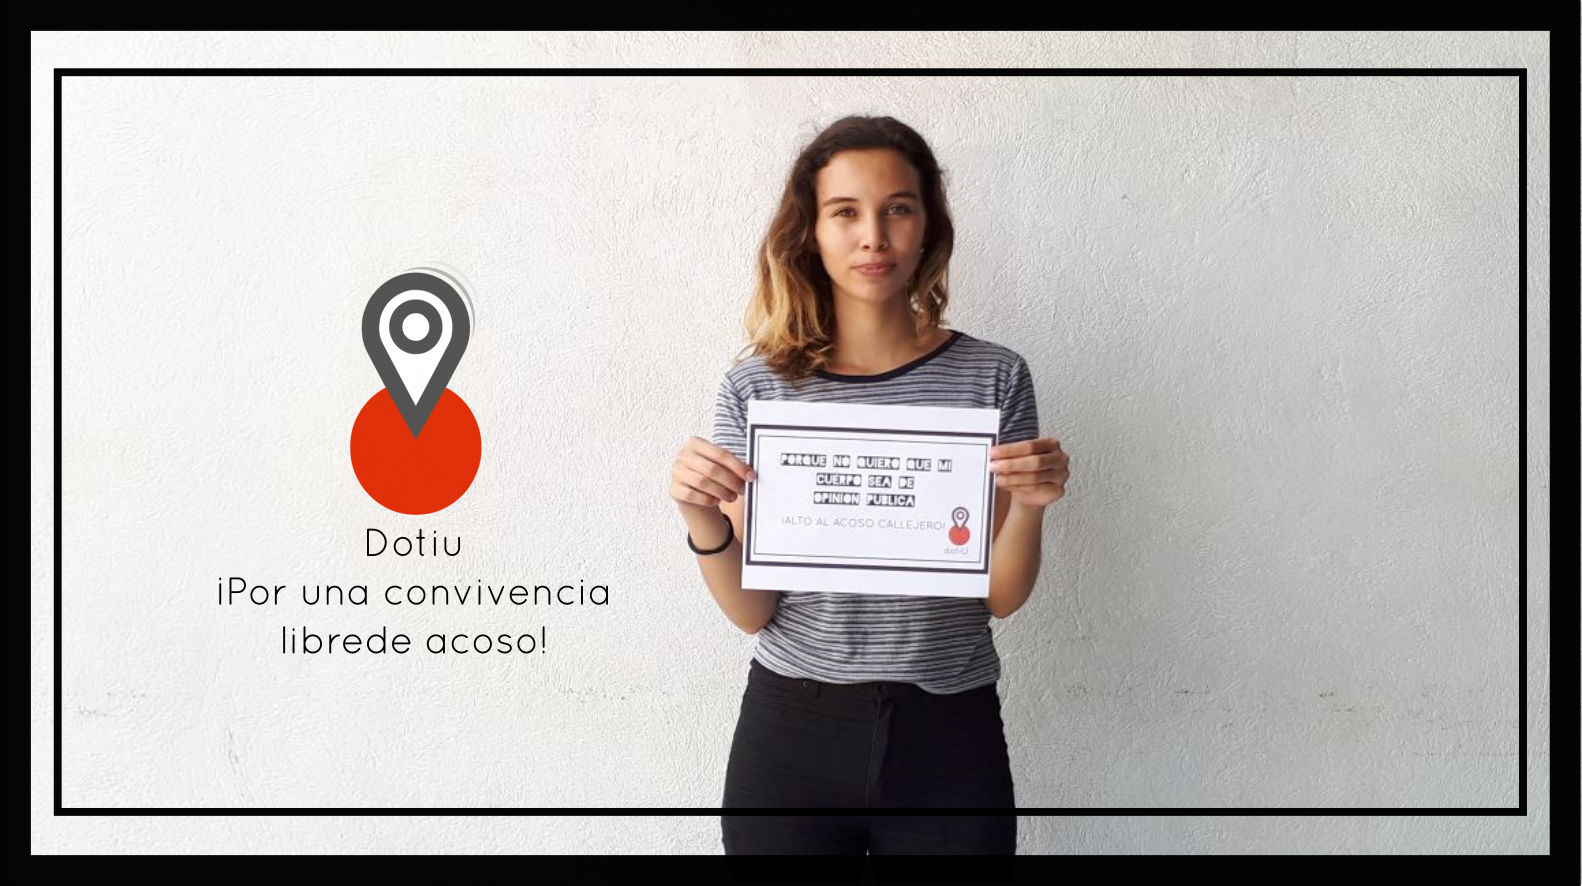 Dotiu
¡Por una convivencia
librede acoso!
PORQUE NO QUIERO QUE MI
CUERPO SEA DE
OPINION PUBLICA
¡ALTO AL ACOSO CALLEJERO!
dotiU